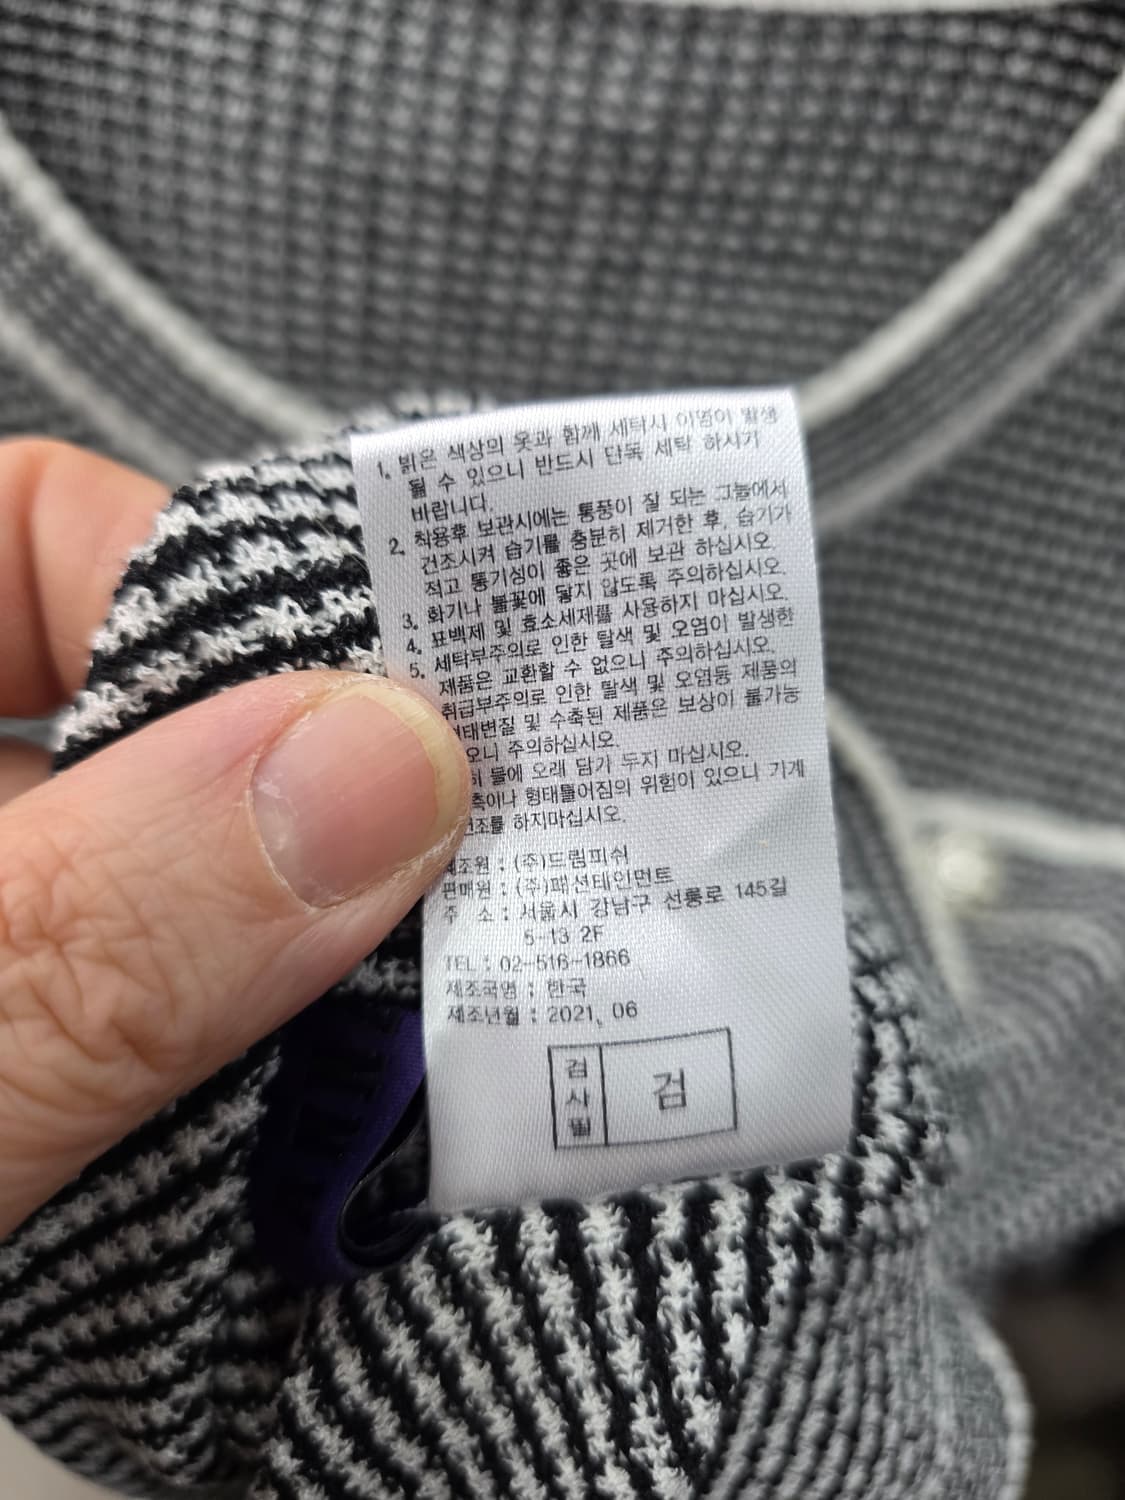 1. 밝은 색상의 옷과 함께 세탁시 이염이 발생
될 수 있으니 반드시 단독 세탁 하시기
바랍니다.
2. 착용후 보관시에는 통풍이 잘 되는 그늘에서
건조시켜 습기를 충분히 제거한 후, 습기가
적고 통기성이 좋은 곳에 보관 하십시오
3. 화기나 불꽃에 닿지 않도록 주의하십시오.
4. 표백제 및 효소세제를 사용하지 마십시오.
5. 세탁부주의로 인한 탈색 및 오염이 발생한
제품은 교환할 수 없으니 주의하십시오.
취급부주의로 인한 탈색 및 오염등 제품의
형태변질 및 수축된 제품은 보상이 불가능
오니 주의하십시오.
히 물에 오래 담가 두지 마십시오.
축이나 형태틀어짐의 위험이 있으니 기계
건조를 하지마십시오.
제조원 : (주)드림피쉬
판매원 : (주)패션테인먼트
주 소 : 서울시 강남구 선릉로 145길
5-13 2F
TEL : 02-516-1866
제조국명 : 한국
제조년월 : 2021. 06
검사필 검